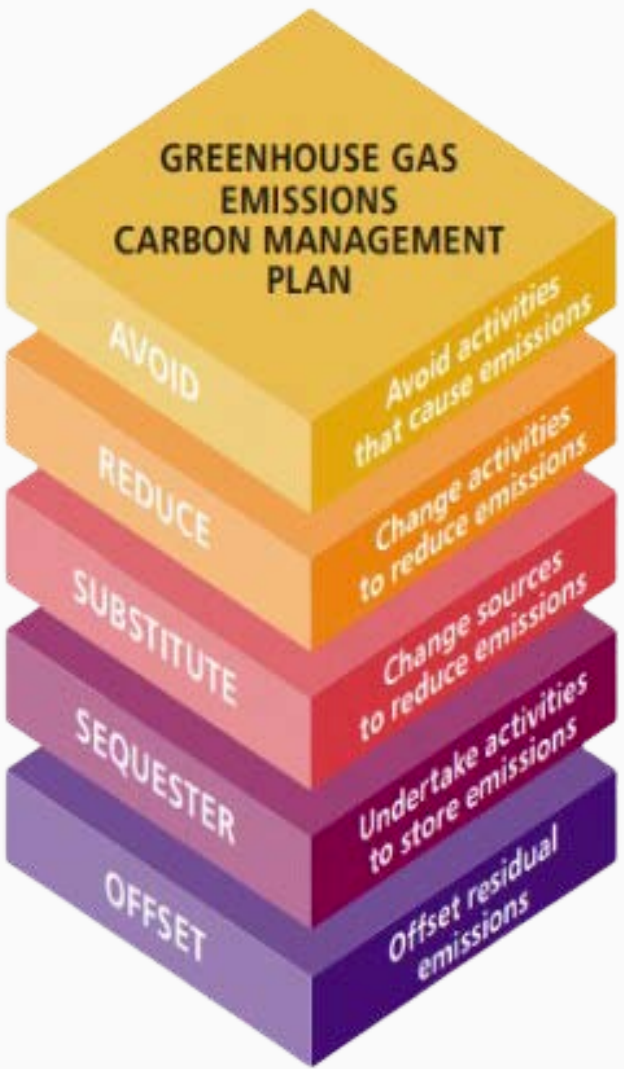 GREENHOUSE GAS
EMISSIONS
CARBON MANAGEMENT
PLAN
AVOID
Avoid activities
that cause emissions
REDUCE
Change activities
to reduce emissions
SUBSTITUTE
Change sources
to reduce emissions
SEQUESTER
Undertake activities
to store emissions
OFFSET
Offset residual
emissions